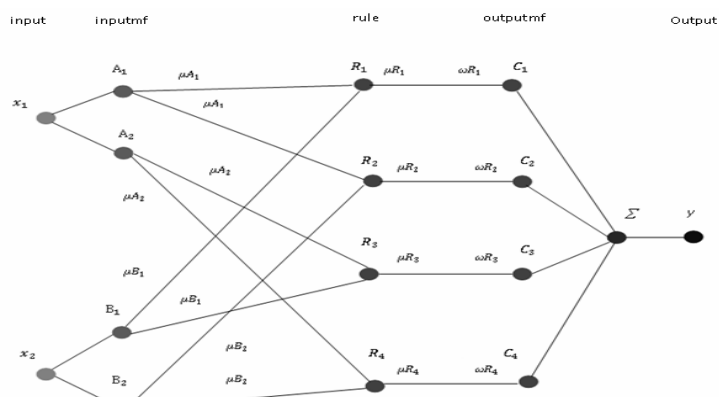 input inputmf rule outputmf Output
A₁ μA₁ R₁ μR₁ ωR₁ C₁
x₁ μA₁
A₂
μA₂ R₂ μR₂ ωR₂ C₂
μA₂
Σ y
R₃ μR₃ ωR₃ C₃
μB₁
B₁ μB₁
x₂ μB₂ R₄ μR₄ ωR₄ C₄
B₂ μB₂